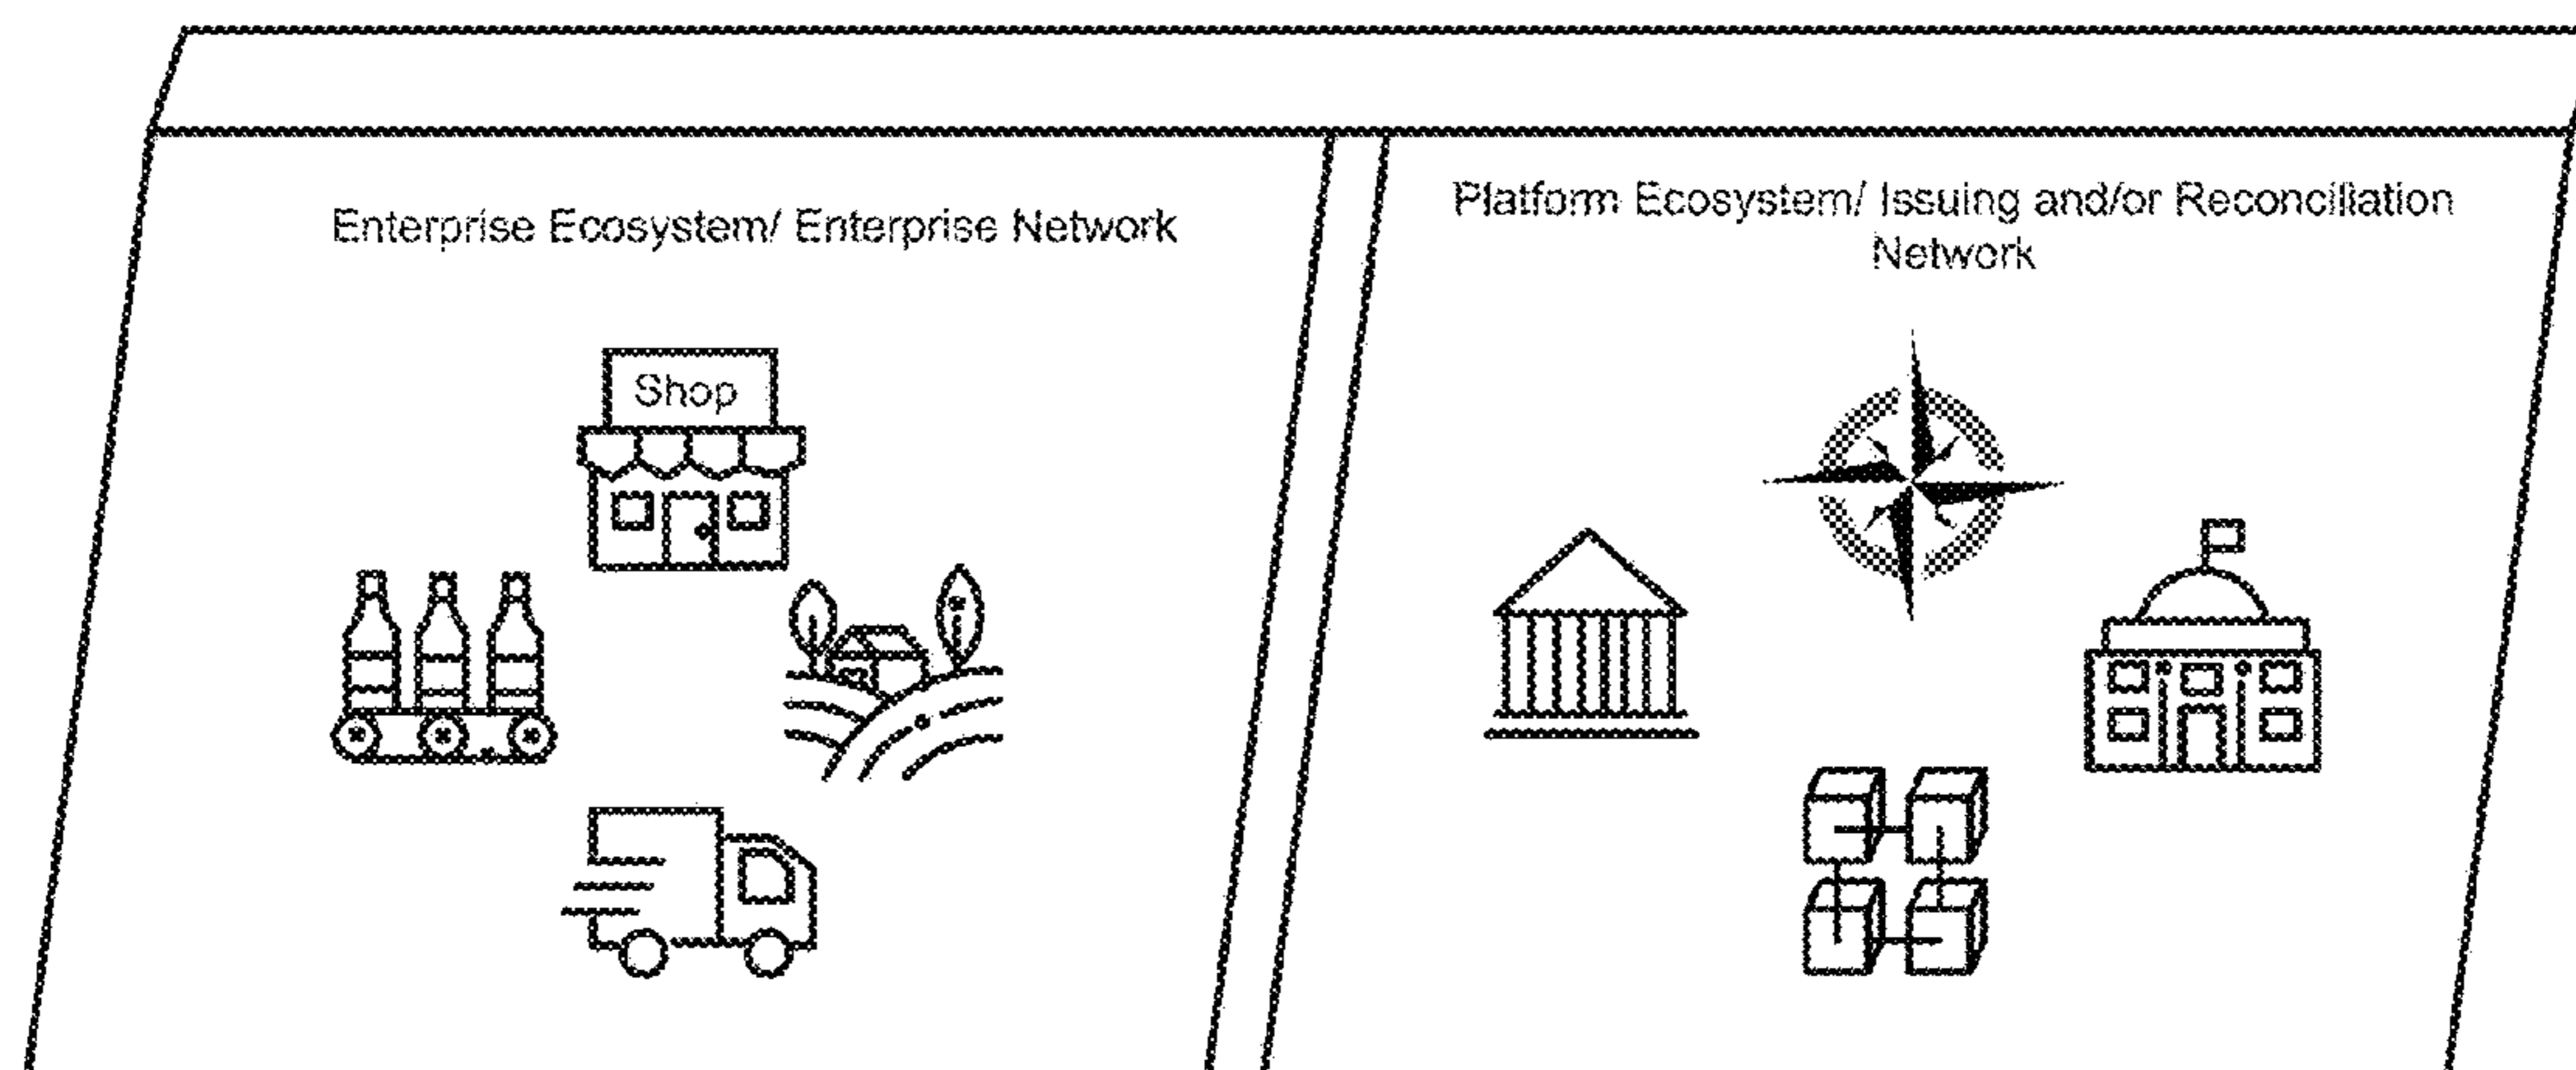 Enterprise Ecosystem/ Enterprise Network
Shop
Platform Ecosystem/ Issuing and/or Reconciliation
Network